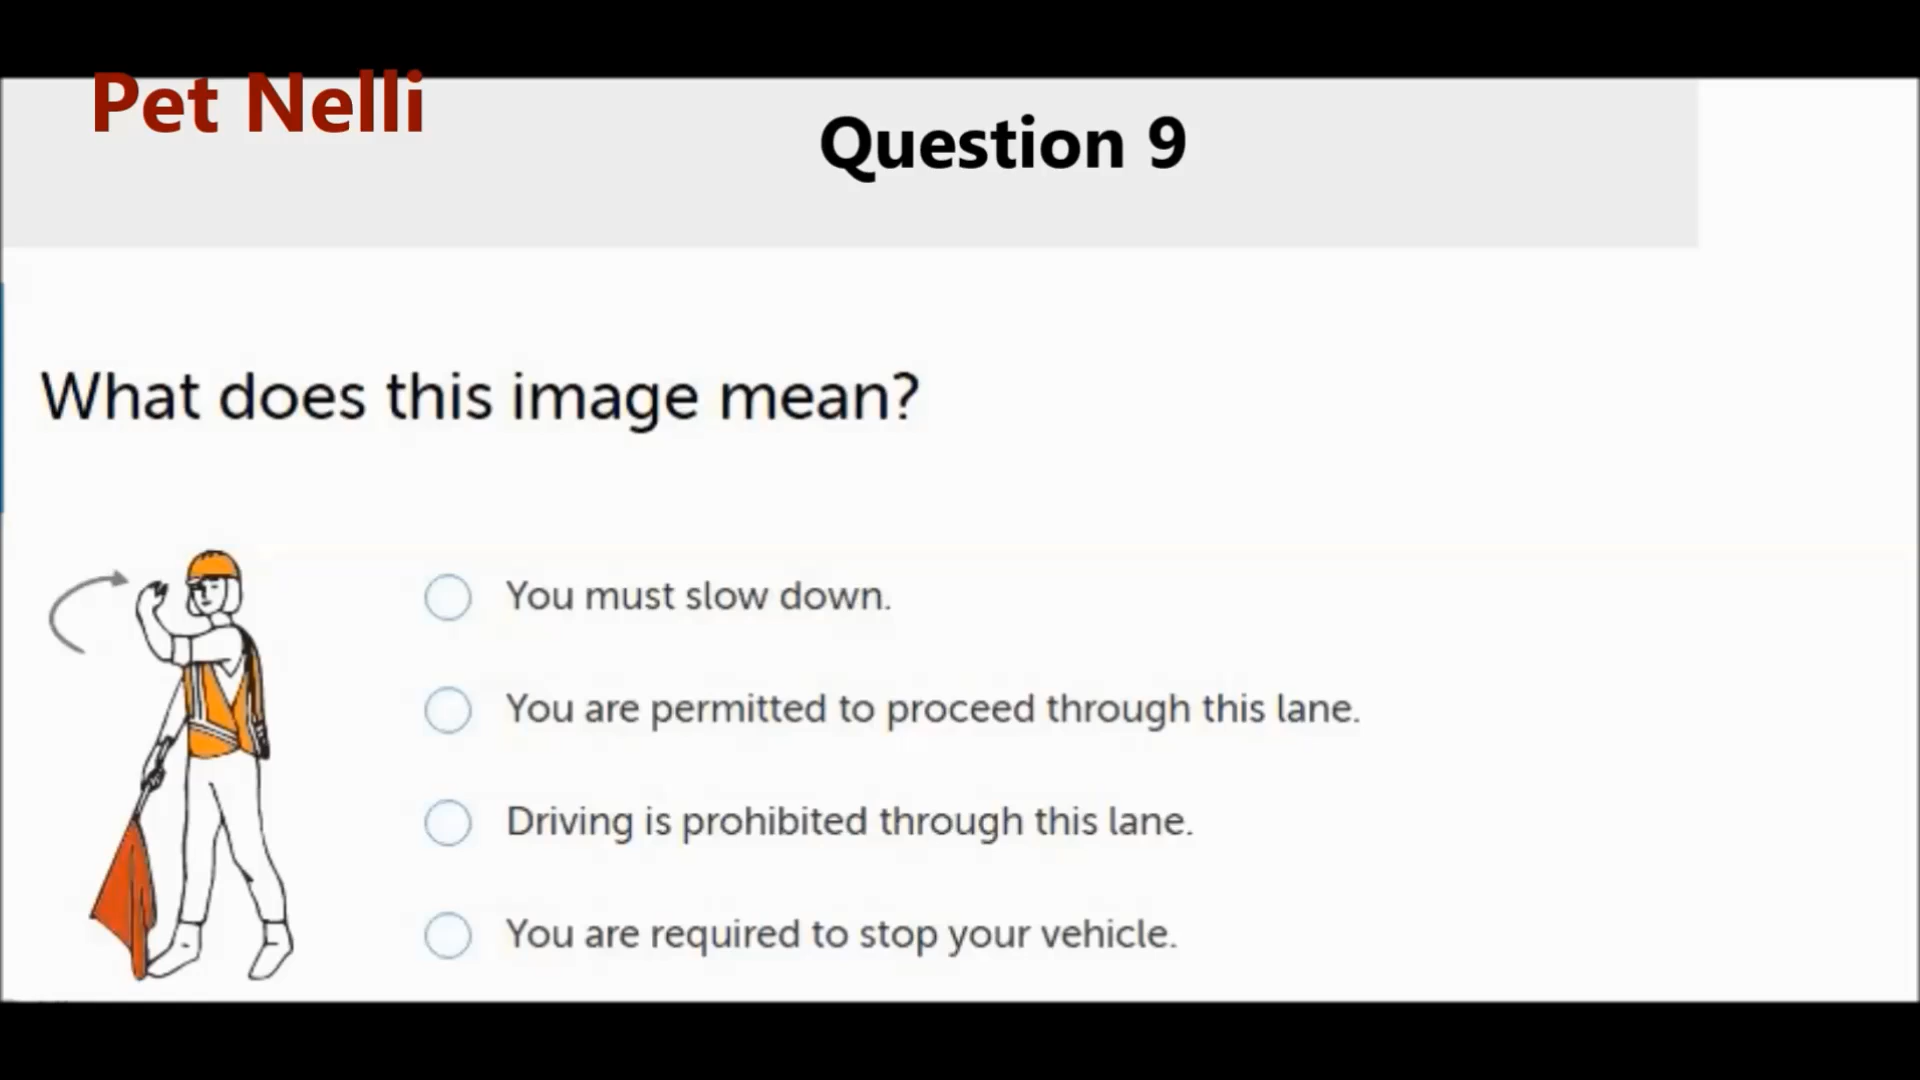 Pet Nelli
Question 9
What does this image mean?
You must slow down.
You are permitted to proceed through this lane.
Driving is prohibited through this lane.
You are required to stop your vehicle.